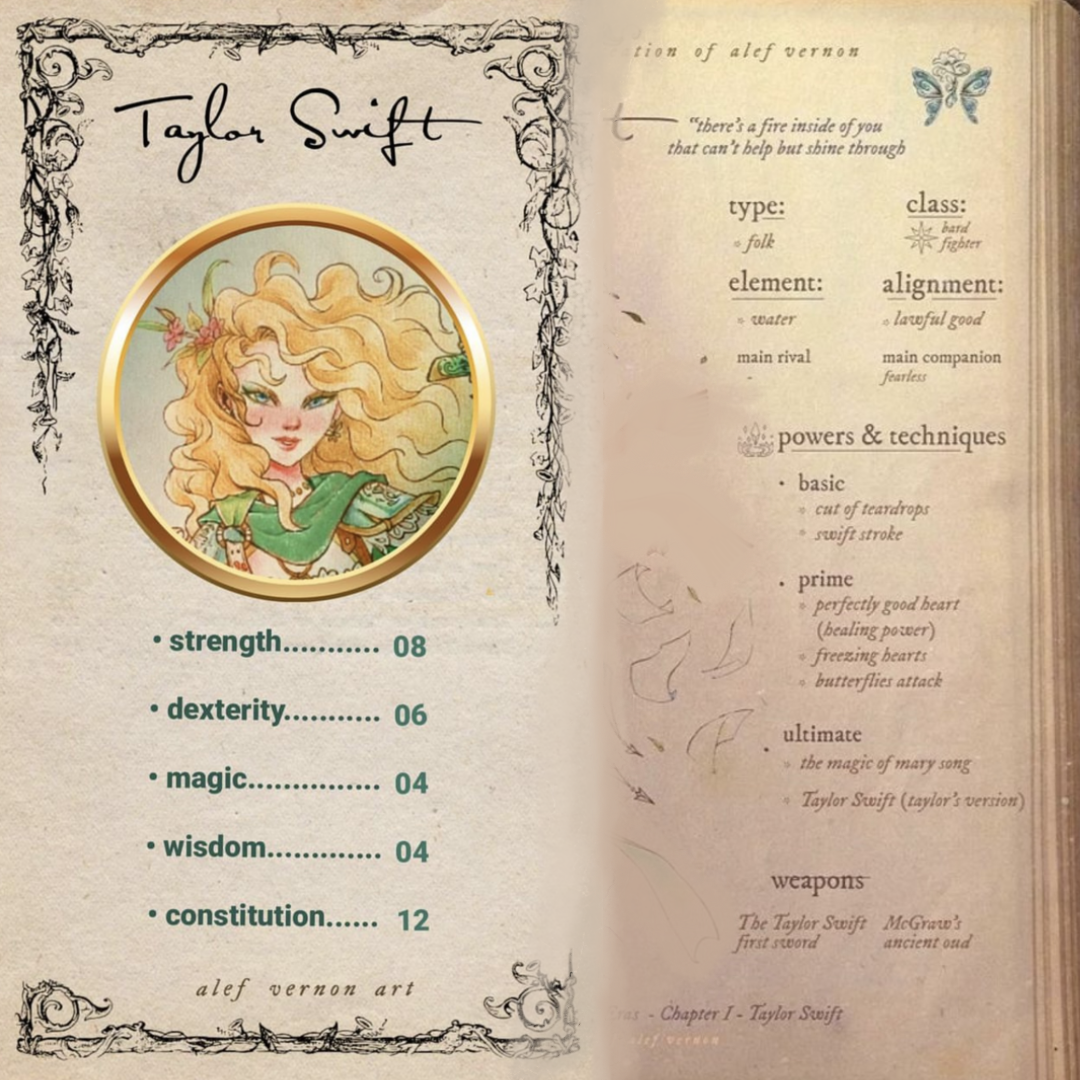 Taylor Swift
• strength........... 08
• dexterity........... 06
• magic............... 04
• wisdom............. 04
• constitution...... 12
alef vernon art
tion of alef vernon
"there's a fire inside of you
that can't help but shine through
type:
folk
class:
bard
fighter
element:
water
alignment:
lawful good
main rival
main companion
fearless
powers & techniques
• basic
cut of teardrops
swift stroke
• prime
perfectly good heart
(healing power)
freezing hearts
butterflies attack
• ultimate
the magic of mary song
Taylor Swift (taylor's version)
weapons
The Taylor Swift
first sword
McGraw's
ancient oud
- Chapter I - Taylor Swift
alef vernon